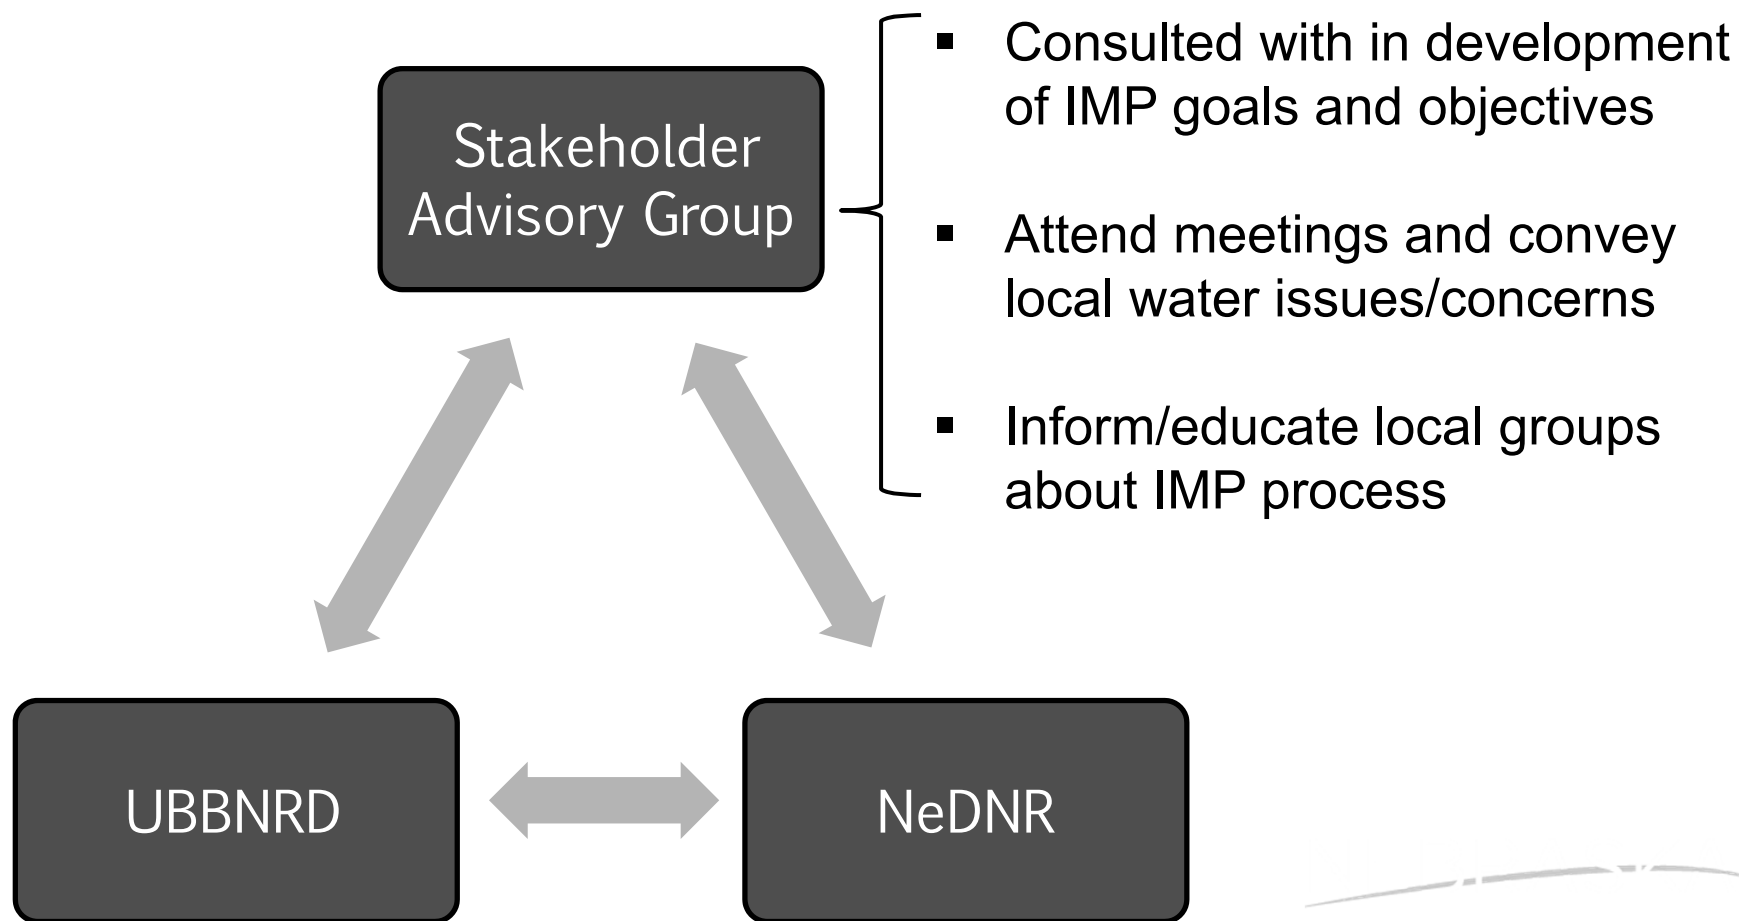 Stakeholder
Advisory Group
▪ Consulted with in development
of IMP goals and objectives
▪ Attend meetings and convey
local water issues/concerns
▪ Inform/educate local groups
about IMP process
UBBNRD
NeDNR